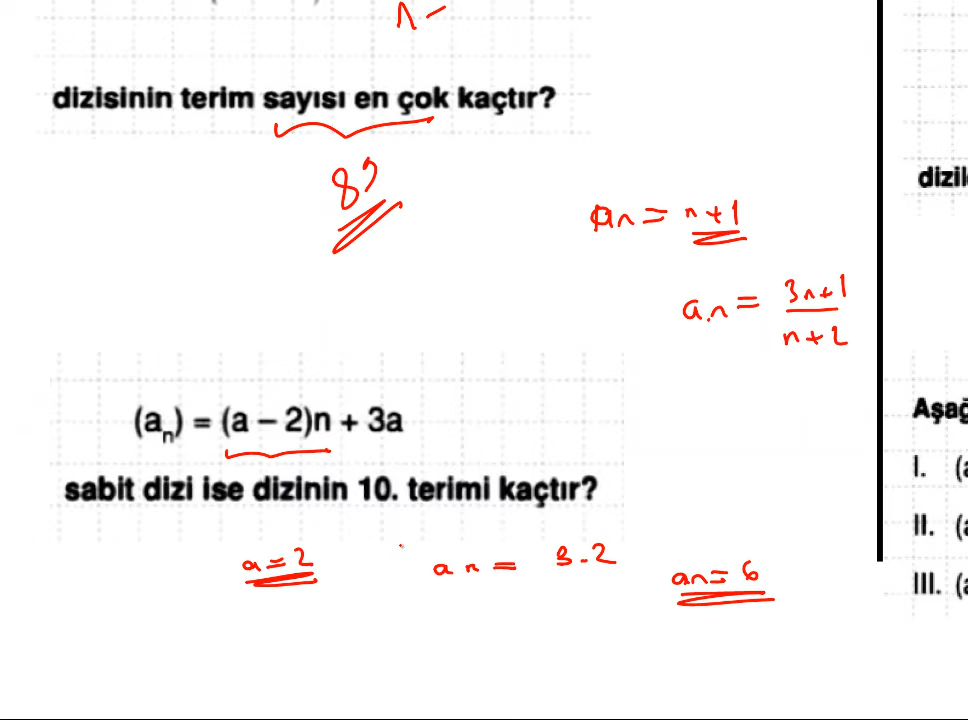 dizisinin terim sayısı en çok kaçtır?
an = n+1
an = 3n+1
n+2
(an) = (a – 2)n + 3a
sabit dizi ise dizinin 10. terimi kaçtır?
a=2
an = 3.2
an=6
dizil
Aşağ
I. (a
II. (a
III. (a